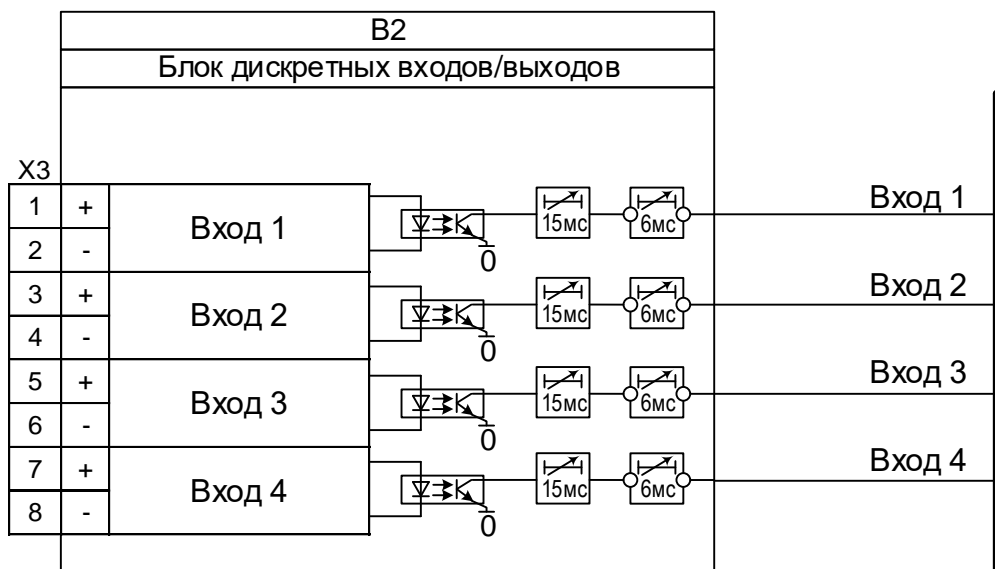 В2
Блок дискретных входов/выходов
X3
1 + Вход 1 15мс 6мс Вход 1
2 - 0
3 + Вход 2 15мс 6мс Вход 2
4 - 0
5 + Вход 3 15мс 6мс Вход 3
6 - 0
7 + Вход 4 15мс 6мс Вход 4
8 - 0